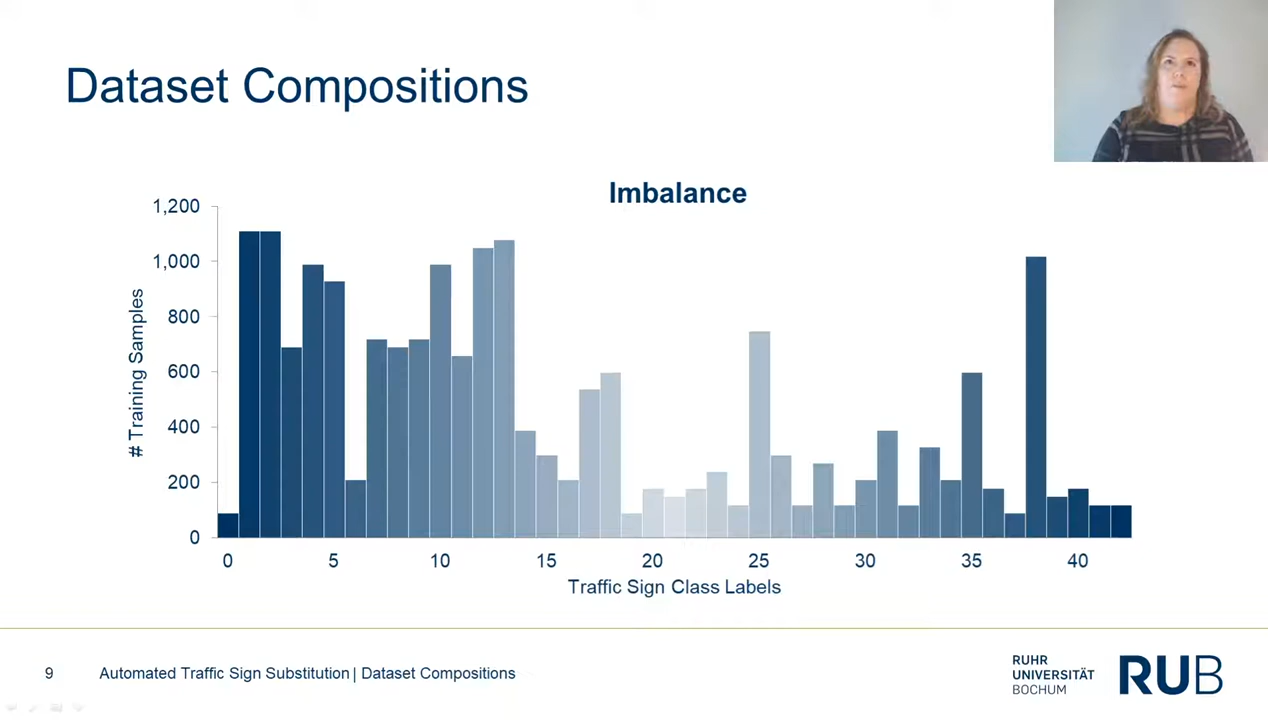 Dataset Compositions
Imbalance
1,200
1,000
800
600
400
200
0
# Training Samples
0 5 10 15 20 25 30 35 40
Traffic Sign Class Labels
9 Automated Traffic Sign Substitution | Dataset Compositions
RUHR
UNIVERSITÄT
BOCHUM
RUB